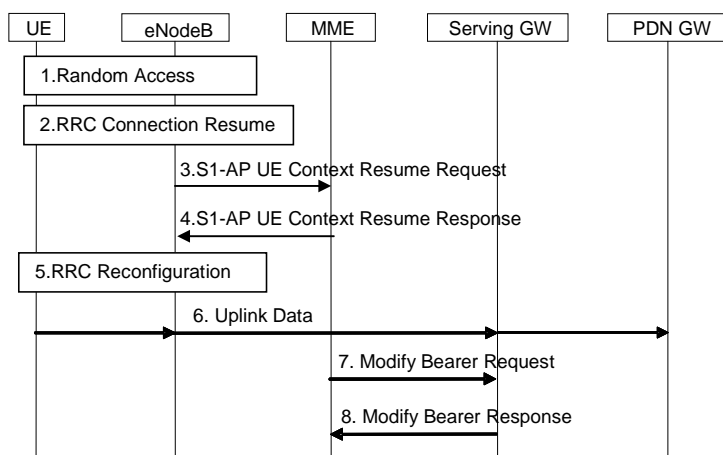 UE
eNodeB
MME
Serving GW
PDN GW
1.Random Access
2.RRC Connection Resume
3.S1-AP UE Context Resume Request
4.S1-AP UE Context Resume Response
5.RRC Reconfiguration
6. Uplink Data
7. Modify Bearer Request
8. Modify Bearer Response